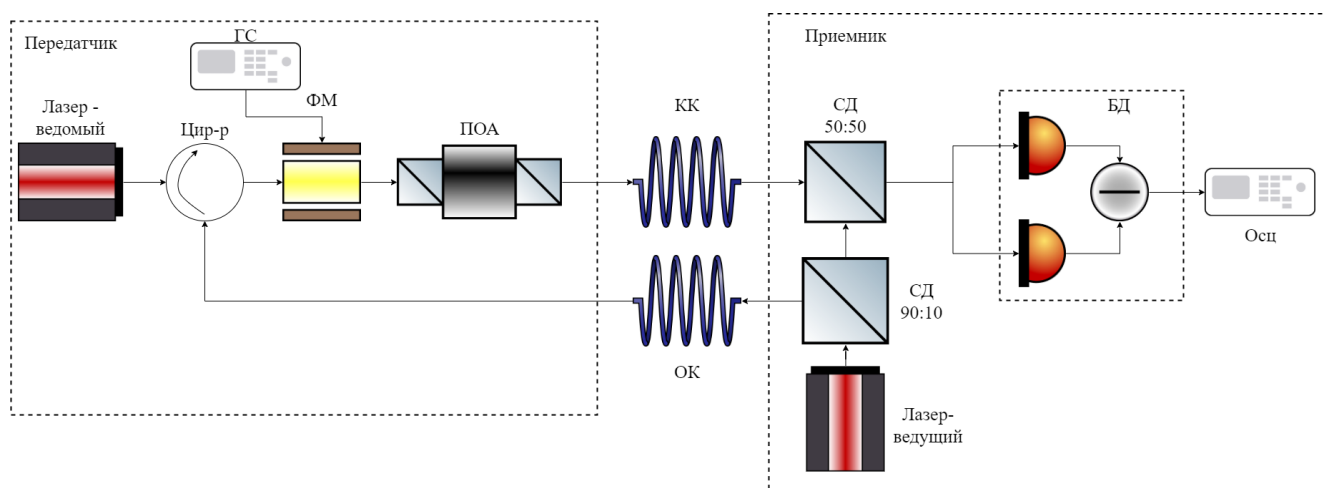 Передатчик
ГС
Приемник
Лазер -
ведомый
Цир-р
ФМ
ПОА
КК
СД
50:50
БД
Осц
ОК
СД
90:10
Лазер-
ведущий